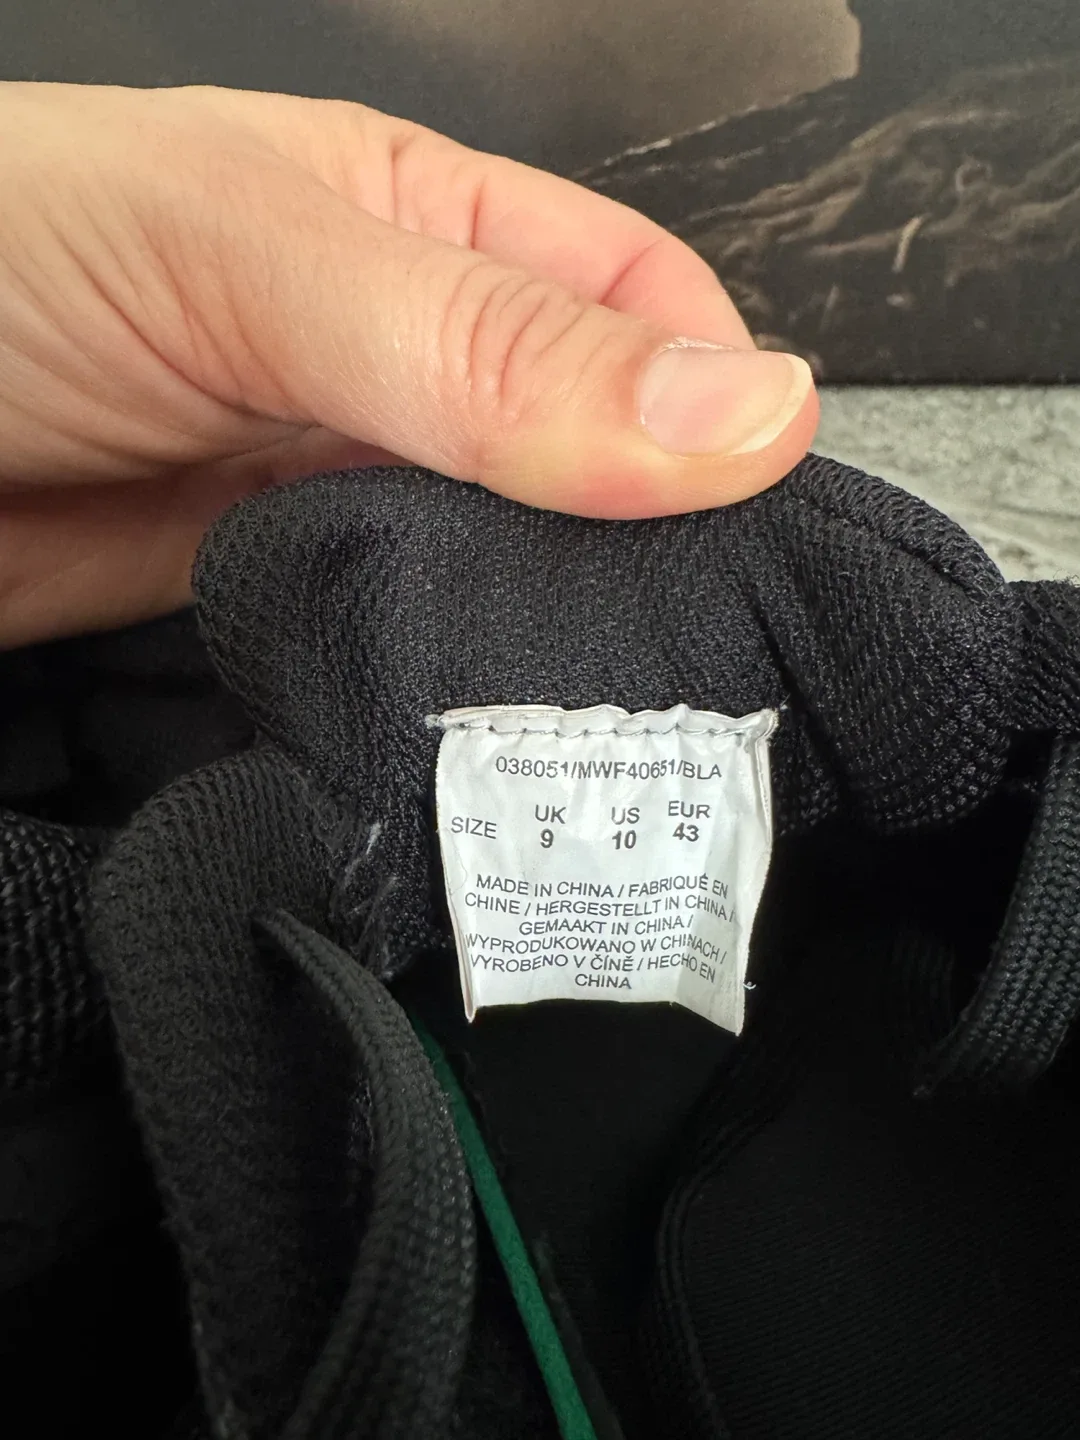 038051/MWF40651/BLA
UK US EUR
SIZE 9 10 43
MADE IN CHINA / FABRIQUÉ EN
CHINE / HERGESTELLT IN CHINA /
GEMAAKT IN CHINA /
WYPRODUKOWANO W CHINACH /
VYROBENO V ČÍNĚ / HECHO EN
CHINA